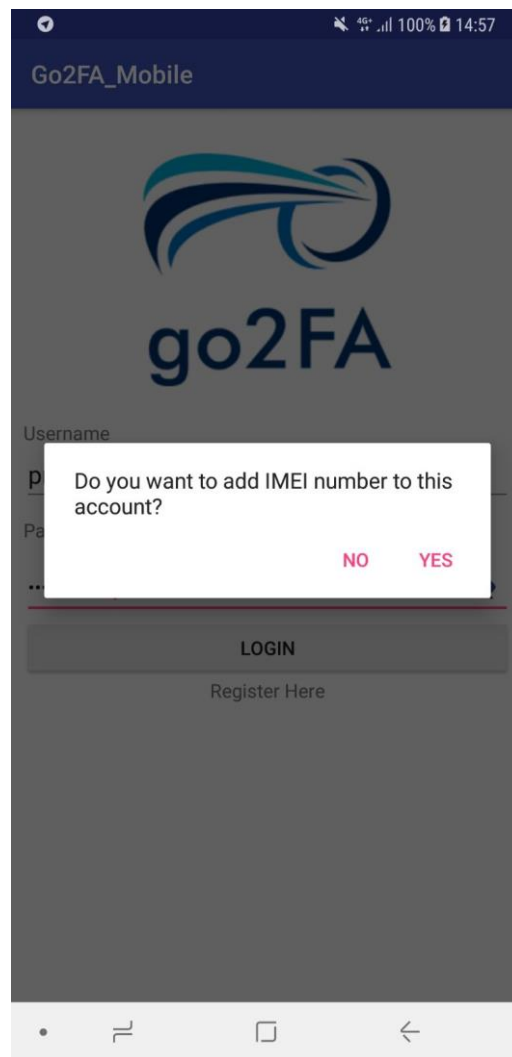 4G+ 100% 14:57
Go2FA_Mobile
go2FA
Username
p
Do you want to add IMEI number to this
account?
Pa
NO YES
LOGIN
Register Here